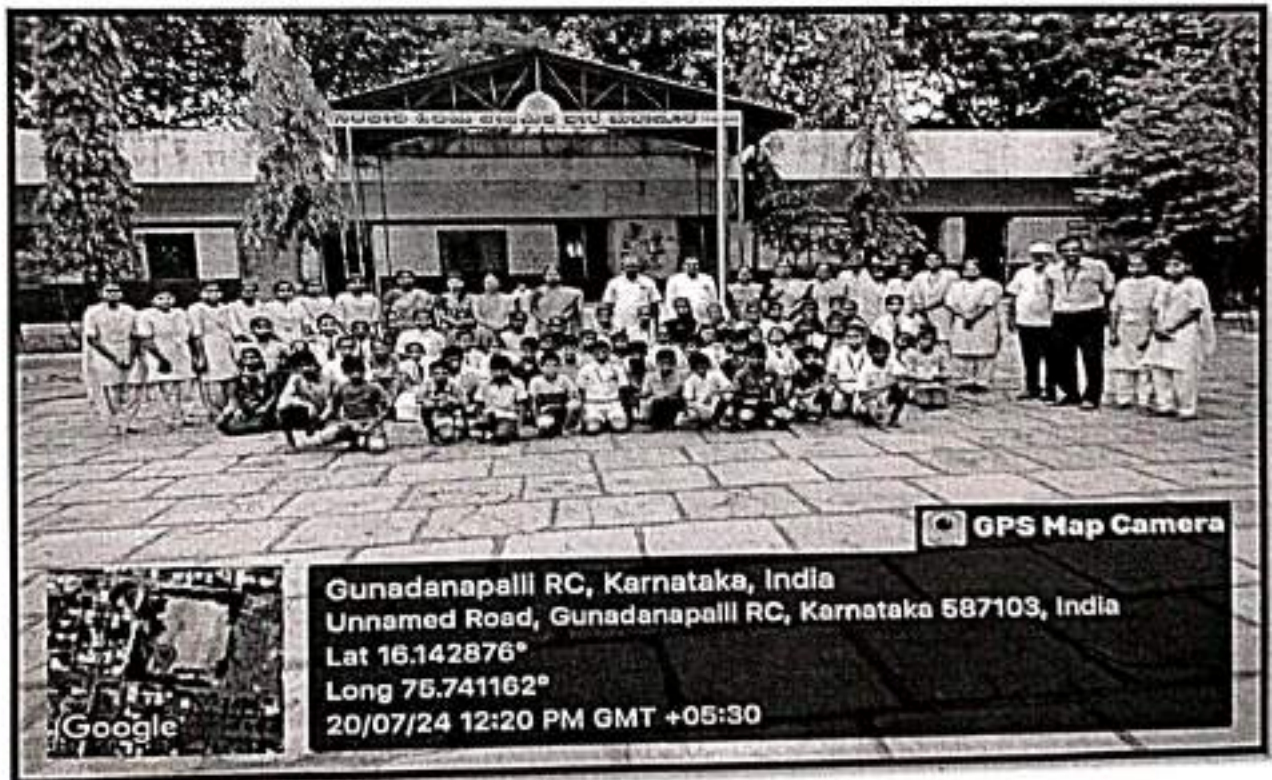 GPS Map Camera
Gunadanapalli RC, Karnataka, India
Unnamed Road, Gunadanapalli RC, Karnataka 587103, India
Lat 16.142876°
Long 75.741162°
20/07/24 12:20 PM GMT +05:30
Google